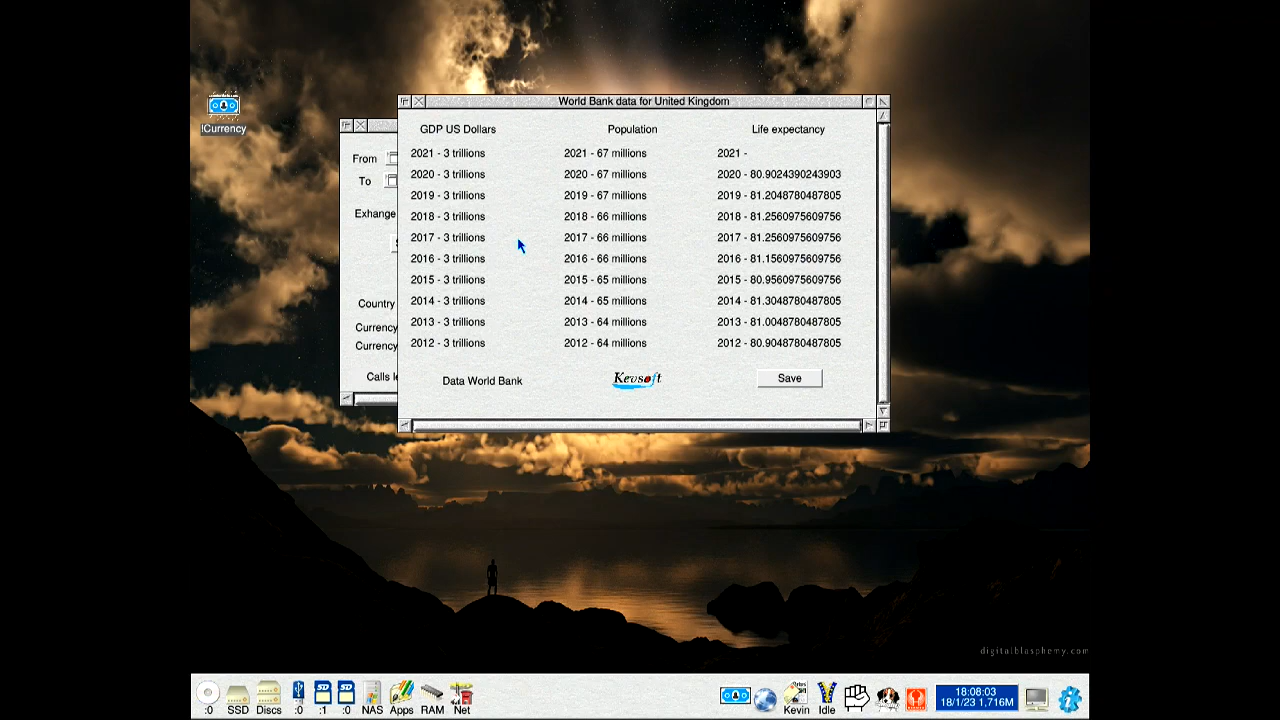 !Currency
World Bank data for United Kingdom
GDP US Dollars Population Life expectancy
2021 - 3 trillions 2021 - 67 millions 2021 -
2020 - 3 trillions 2020 - 67 millions 2020 - 80.9024390243903
2019 - 3 trillions 2019 - 67 millions 2019 - 81.2048780487805
2018 - 3 trillions 2018 - 66 millions 2018 - 81.2560975609756
2017 - 3 trillions 2017 - 66 millions 2017 - 81.2560975609756
2016 - 3 trillions 2016 - 66 millions 2016 - 81.1560975609756
2015 - 3 trillions 2015 - 65 millions 2015 - 80.9560975609756
2014 - 3 trillions 2014 - 65 millions 2014 - 81.3048780487805
2013 - 3 trillions 2013 - 64 millions 2013 - 81.0048780487805
2012 - 3 trillions 2012 - 64 millions 2012 - 80.9048780487805
Data World Bank Kevsoft Save
From
To
Exhange
Country
Currency
Currency
Calls
digitalblasphemy.com
:0 SSD Discs :0 :1 :0 NAS Apps RAM Net Kevin Idle
18:08:03
18/1/23 1,716M